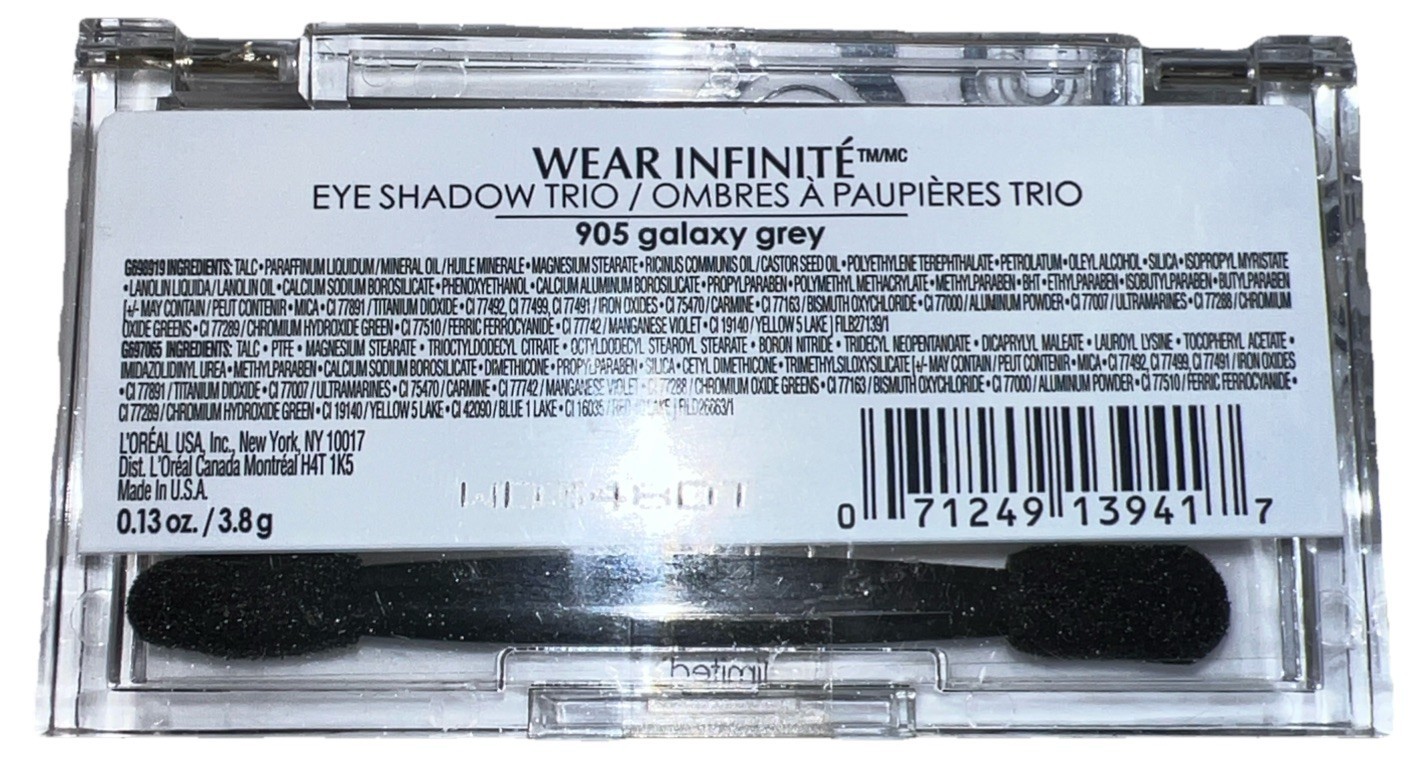 WEAR INFINITÉ™/MC
EYE SHADOW TRIO / OMBRES À PAUPIÈRES TRIO
905 galaxy grey
G698919 INGREDIENTS: TALC • PARAFFINUM LIQUIDUM / MINERAL OIL / HUILE MINERALE • MAGNESIUM STEARATE • RICINUS COMMUNIS OIL / CASTOR SEED OIL • POLYETHYLENE TEREPHTHALATE • PETROLATUM • OLEYL ALCOHOL • SILICA • ISOPROPYL MYRISTATE
• LANOLIN LIQUIDA / LANOLIN OIL • CALCIUM SODIUM BOROSILICATE • PHENOXYETHANOL • CALCIUM ALUMINUM BOROSILICATE • PROPYLPARABEN • POLYMETHYL METHACRYLATE • METHYLPARABEN • BHT • ETHYLPARABEN • ISOBUTYLPARABEN • BUTYLPARABEN
[+/- MAY CONTAIN / PEUT CONTENIR • MICA • CI 77891 / TITANIUM DIOXIDE • CI 77492, CI 77499, CI 77491 / IRON OXIDES • CI 75470 / CARMINE • CI 77163 / BISMUTH OXYCHLORIDE • CI 77000 / ALUMINUM POWDER • CI 77007 / ULTRAMARINES • CI 77288 / CHROMIUM
OXIDE GREENS • CI 77289 / CHROMIUM HYDROXIDE GREEN • CI 77510 / FERRIC FERROCYANIDE • CI 77742 / MANGANESE VIOLET • CI 19140 / YELLOW 5 LAKE ] FILB27139/1
G697065 INGREDIENTS: TALC • PTFE • MAGNESIUM STEARATE • TRIOCTYLDODECYL CITRATE • OCTYLDODECYL STEAROYL STEARATE • BORON NITRIDE • TRIDECYL NEOPENTANOATE • DICAPRYLYL MALEATE • LAUROYL LYSINE • TOCOPHERYL ACETATE •
IMIDAZOLIDINYL UREA • METHYLPARABEN • CALCIUM SODIUM BOROSILICATE • DIMETHICONE • PROPYLPARABEN • SILICA • CETYL DIMETHICONE • TRIMETHYLSILOXYSILICATE [+/- MAY CONTAIN / PEUT CONTENIR • MICA • CI 77492, CI 77499, CI 77491 / IRON OXIDES
• CI 77891 / TITANIUM DIOXIDE • CI 77007 / ULTRAMARINES • CI 75470 / CARMINE • CI 77742 / MANGANESE VIOLET • CI 77288 / CHROMIUM OXIDE GREENS • CI 77163 / BISMUTH OXYCHLORIDE • CI 77000 / ALUMINUM POWDER • CI 77510 / FERRIC FERROCYANIDE •
CI 77289 / CHROMIUM HYDROXIDE GREEN • CI 19140 / YELLOW 5 LAKE • CI 42090 / BLUE 1 LAKE • CI 16035 / RED LAKE ] FILD26663/1
L'ORÉAL USA, Inc., New York, NY 10017
Dist. L'Oréal Canada Montréal H4T 1K5
Made In U.S.A.
0.13 oz. / 3.8 g
0 71249 13941 7
limited